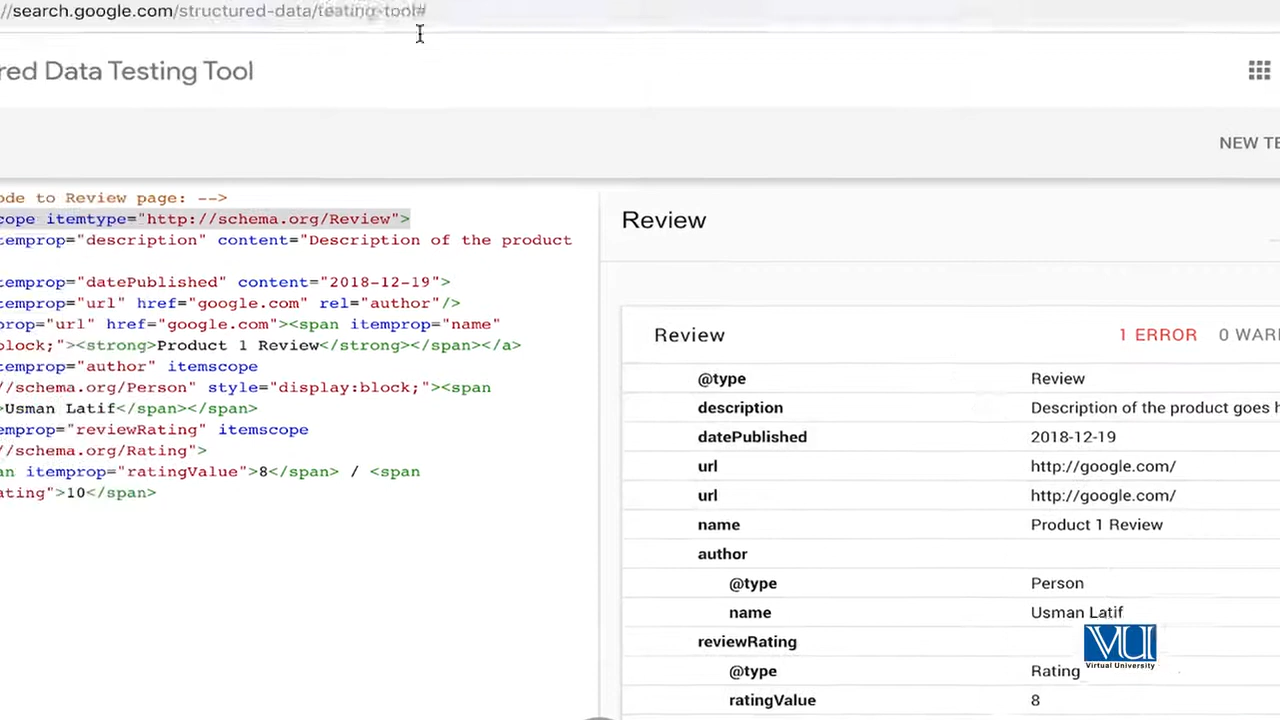 //search.google.com/structured-data/testing-tool#
red Data Testing Tool
NEW TE
ode to Review page: -->
cope itemtype="http://schema.org/Review">
temprop="description" content="Description of the product
temprop="datePublished" content="2018-12-19">
temprop="url" href="google.com" rel="author"/>
prop="url" href="google.com"><span itemprop="name"
block;"><strong>Product 1 Review</strong></span></a>
temprop="author" itemscope
//schema.org/Person" style="display:block;"><span
>Usman Latif</span></span>
emprop="reviewRating" itemscope
//schema.org/Rating">
an itemprop="ratingValue">8</span> / <span
ating">10</span>
Review
Review 1 ERROR 0 WARI
@type Review
description Description of the product goes h
datePublished 2018-12-19
url http://google.com/
url http://google.com/
name Product 1 Review
author
@type Person
name Usman Latif
reviewRating
@type Rating
ratingValue 8
VU
Virtual University